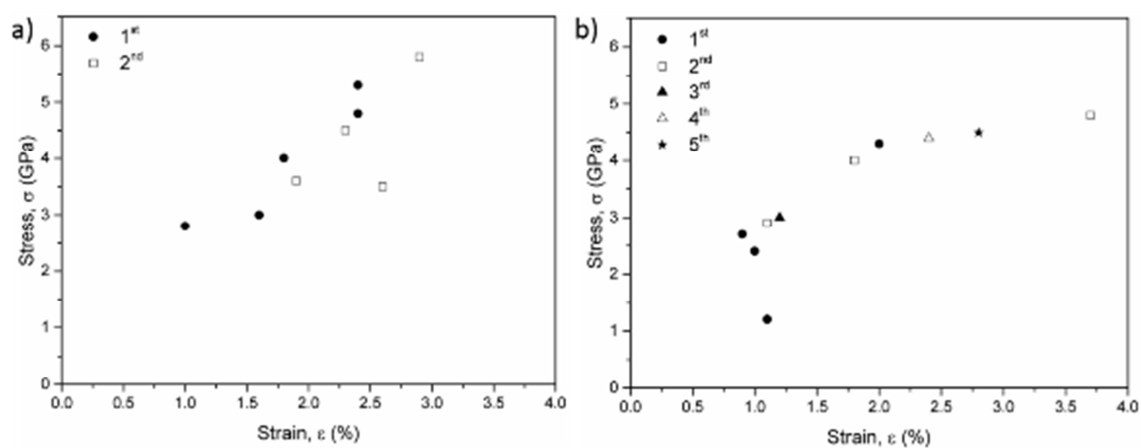 a)
1st
2nd
Stress, σ (GPa)
6
5
4
3
2
1
0
0.0 0.5 1.0 1.5 2.0 2.5 3.0 3.5 4.0
Strain, ε (%)
b)
1st
2nd
3rd
4th
5th
Stress, σ (GPa)
6
5
4
3
2
1
0
0.0 0.5 1.0 1.5 2.0 2.5 3.0 3.5 4.0
Strain, ε (%)